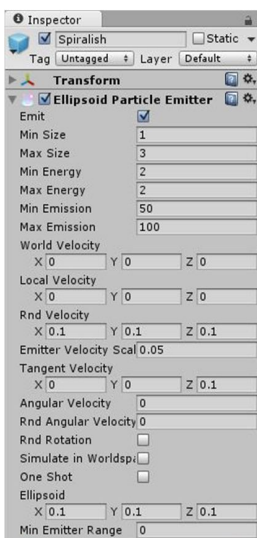 Inspector
Spiralish Static
Tag Untagged Layer Default
Transform
Ellipsoid Particle Emitter
Emit
Min Size 1
Max Size 3
Min Energy 2
Max Energy 2
Min Emission 50
Max Emission 100
World Velocity
X 0 Y 0 Z 0
Local Velocity
X 0 Y 0 Z 0
Rnd Velocity
X 0.1 Y 0.1 Z 0.1
Emitter Velocity Scal 0.05
Tangent Velocity
X 0 Y 0 Z 0.1
Angular Velocity 0
Rnd Angular Velocity 0
Rnd Rotation
Simulate in Worldspa
One Shot
Ellipsoid
X 0.1 Y 0.1 Z 0.1
Min Emitter Range 0